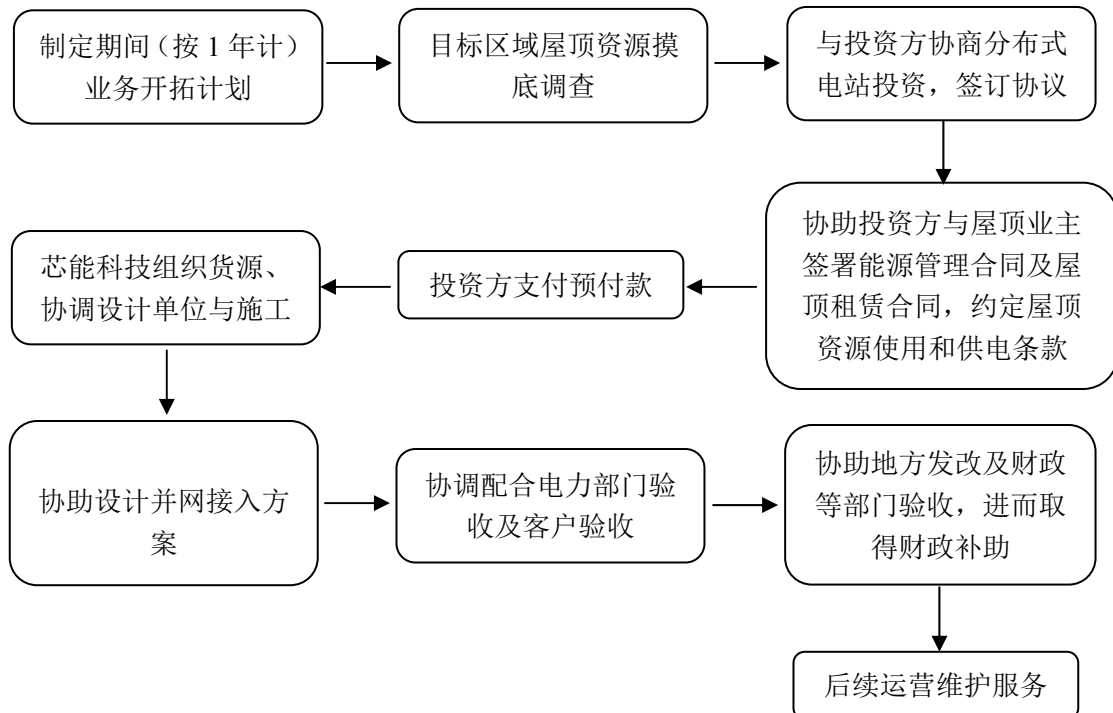 制定期间（按 1 年计）
业务开拓计划
目标区域屋顶资源摸
底调查
与投资方协商分布式
电站投资，签订协议
协助投资方与屋顶业主
签署能源管理合同及屋
顶租赁合同，约定屋顶
资源使用和供电条款
投资方支付预付款
芯能科技组织货源、
协调设计单位与施工
协助设计并网接入方
案
协调配合电力部门验
收及客户验收
协助地方发改及财政
等部门验收，进而取
得财政补助
后续运营维护服务